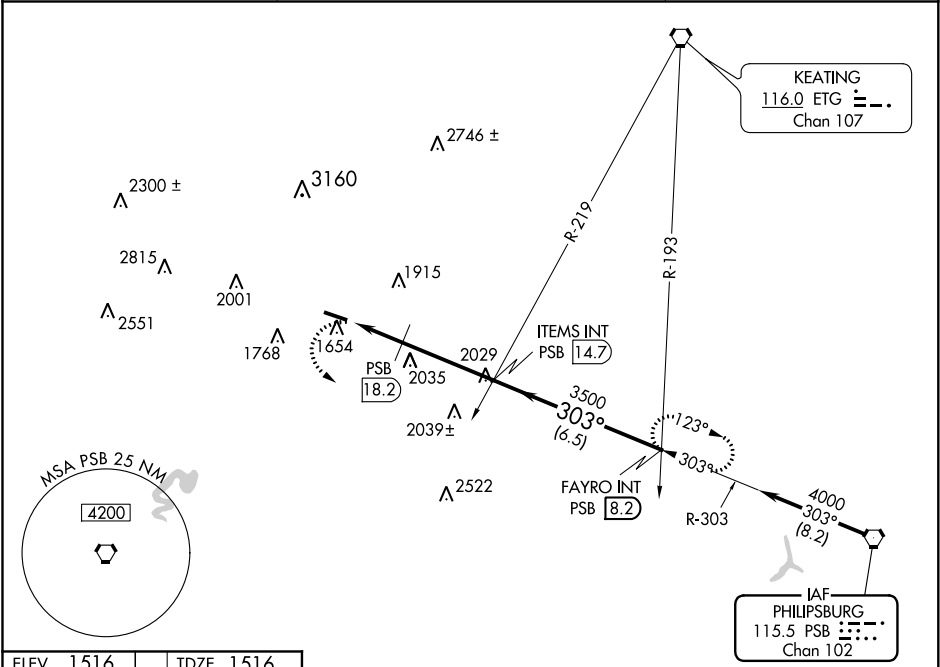 KEATING
116.0 ETG
Chan 107
2746 ±
3160
2300 ±
R-219
R-193
2815
1915
2001
2551
ITEMS INT
PSB 14.7
1768
1654
2029
PSB
18.2
2035
3500
303°
(6.5)
2039±
123°
303°
MSA PSB 25 NM
4200
2522
FAYRO INT
PSB 8.2
R-303
4000
303°
(8.2)
IAF
PHILIPSBURG
115.5 PSB
Chan 102
ELEV 1516
TDZE 1516